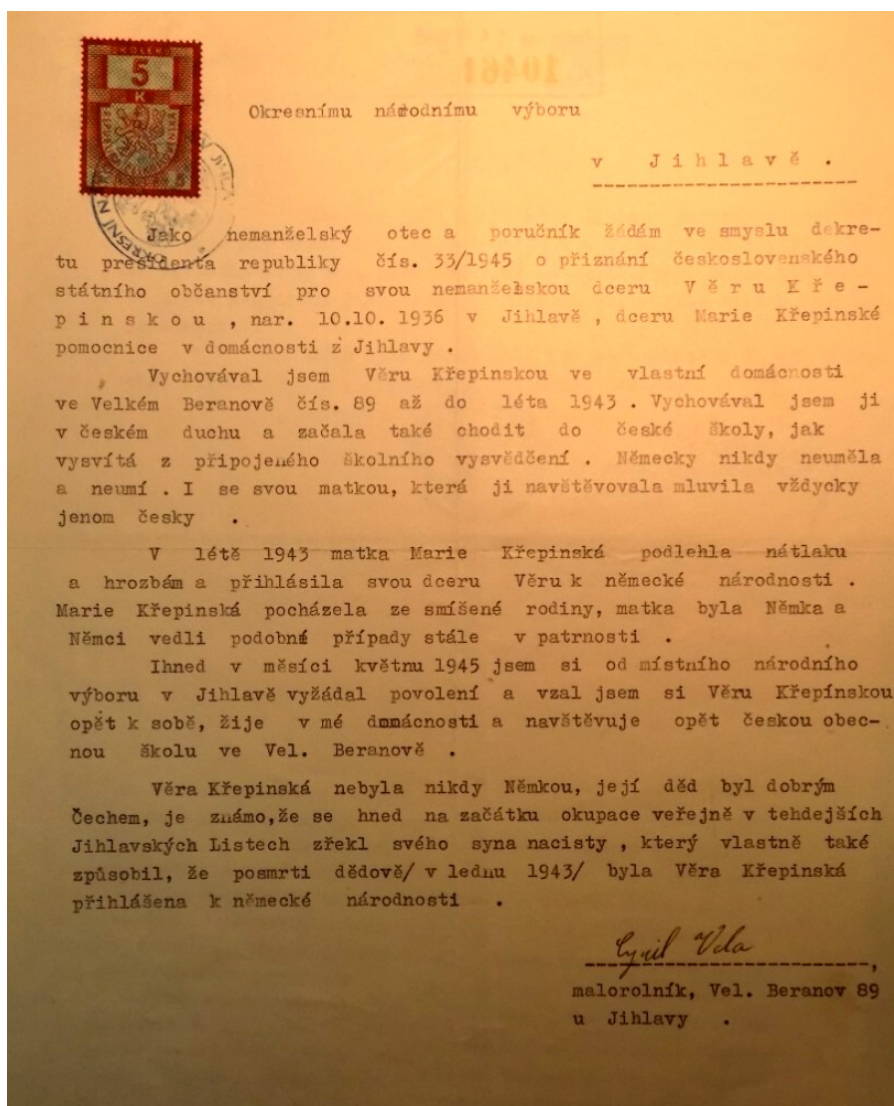 KOLEK
5
K
Okresnímu národnímu výboru
v Jihlavě .
Jako nemanželský otec a poručník žádám ve smyslu dekre-
tu presidenta republiky čís. 33/1945 o přiznání československého
státního občanství pro svou nemanželskou dceru Věru Kře-
pinskou , nar. 10.10. 1936 v Jihlavě , dceru Marie Křepinské
pomocnice v domácnosti z Jihlavy .
Vychovával jsem Věru Křepinskou ve vlastní domácnosti
ve Velkém Beranově čís. 89 až do léta 1943 . Vychovával jsem ji
v českém duchu a začala také chodit do české školy, jak
vysvítá z připojeného školního vysvědčení . Německy nikdy neuměla
a neumí . I se svou matkou, která ji navštěvovala mluvila vždycky
jenom česky .
V létě 1943 matka Marie Křepinská podlehla nátlaku
a hrozbám a přihlásila svou dceru Věru k německé národnosti .
Marie Křepinská pocházela ze smíšené rodiny, matka byla Němka a
Němci vedli podobné případy stále v patrnosti .
Ihned v měsíci květnu 1945 jsem si od místního národního
výboru v Jihlavě vyžádal povolení a vzal jsem si Věru Křepínskou
opět k sobě, žije v mé domácnosti a navštěvuje opět českou obec-
nou školu ve Vel. Beranově .
Věra Křepinská nebyla nikdy Němkou, její děd byl dobrým
Čechem, je známo,že se hned na začátku okupace veřejně v tehdejších
Jihlavských Listech zřekl svého syna nacisty , který vlastně také
způsobil, že posmrti dědově/ v lednu 1943/ byla Věra Křepinská
přihlášena k německé národnosti .
Cyril Vala
malorolník, Vel. Beranov 89
u Jihlavy .